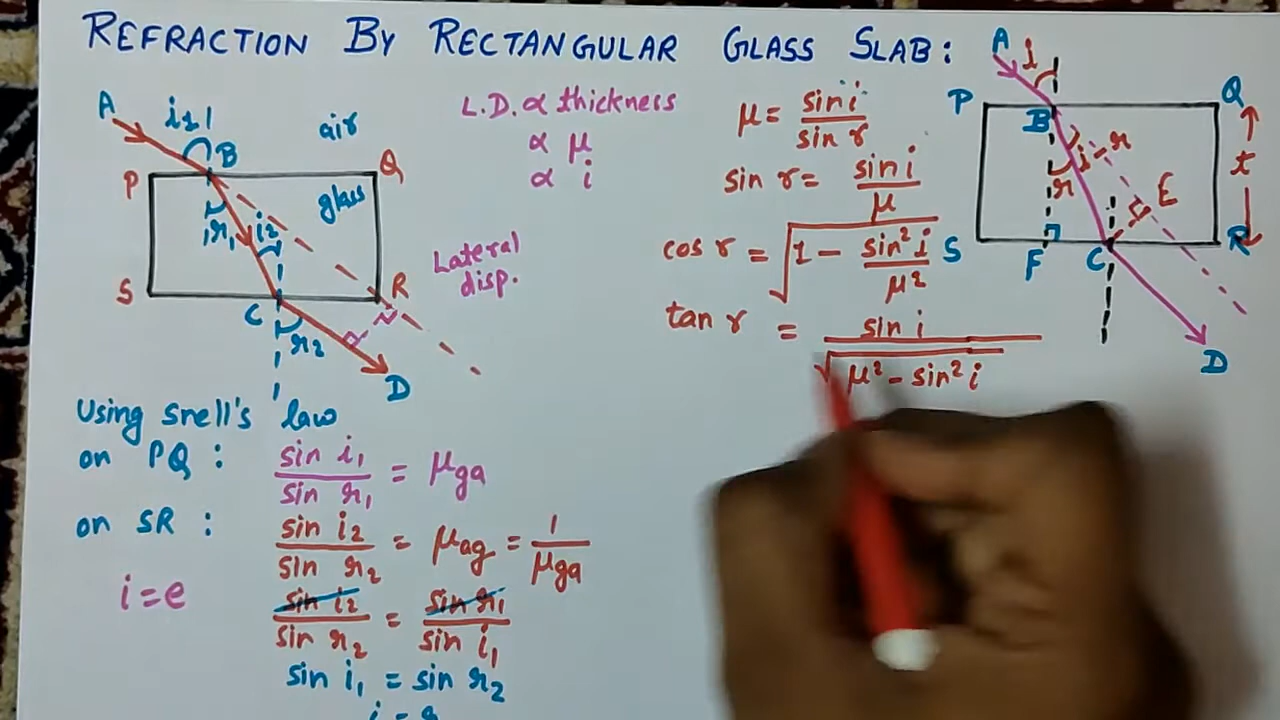 REFRACTION BY RECTANGULAR GLASS SLAB:
A
i1
B
air
P
Q
glass
r1
i2
S
R
C
r2
D
Lateral
disp.
L.D. α thickness
α μ
α i
μ = sin i / sin r
sin r = sin i / μ
cos r = √(1 - sin² i / μ²)
tan r = sin i / √(μ² - sin² i)
A
i
P
Q
B
i-r
r
t
E
S
R
F
C
D
Using snell's law
on PQ : sin i1 / sin r1 = μga
on SR : sin i2 / sin r2 = μag = 1 / μga
i=e
sin i2 / sin r2 = sin r1 / sin i1
sin i1 = sin r2